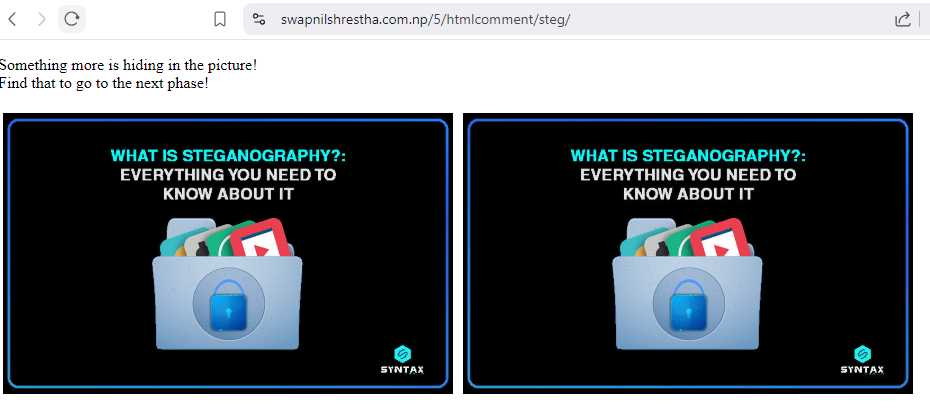 swapnilshrestha.com.np/5/htmlcomment/steg/
Something more is hiding in the picture!
Find that to go to the next phase!
WHAT IS STEGANOGRAPHY?:
EVERYTHING YOU NEED TO
KNOW ABOUT IT
SYNTAX
WHAT IS STEGANOGRAPHY?:
EVERYTHING YOU NEED TO
KNOW ABOUT IT
SYNTAX